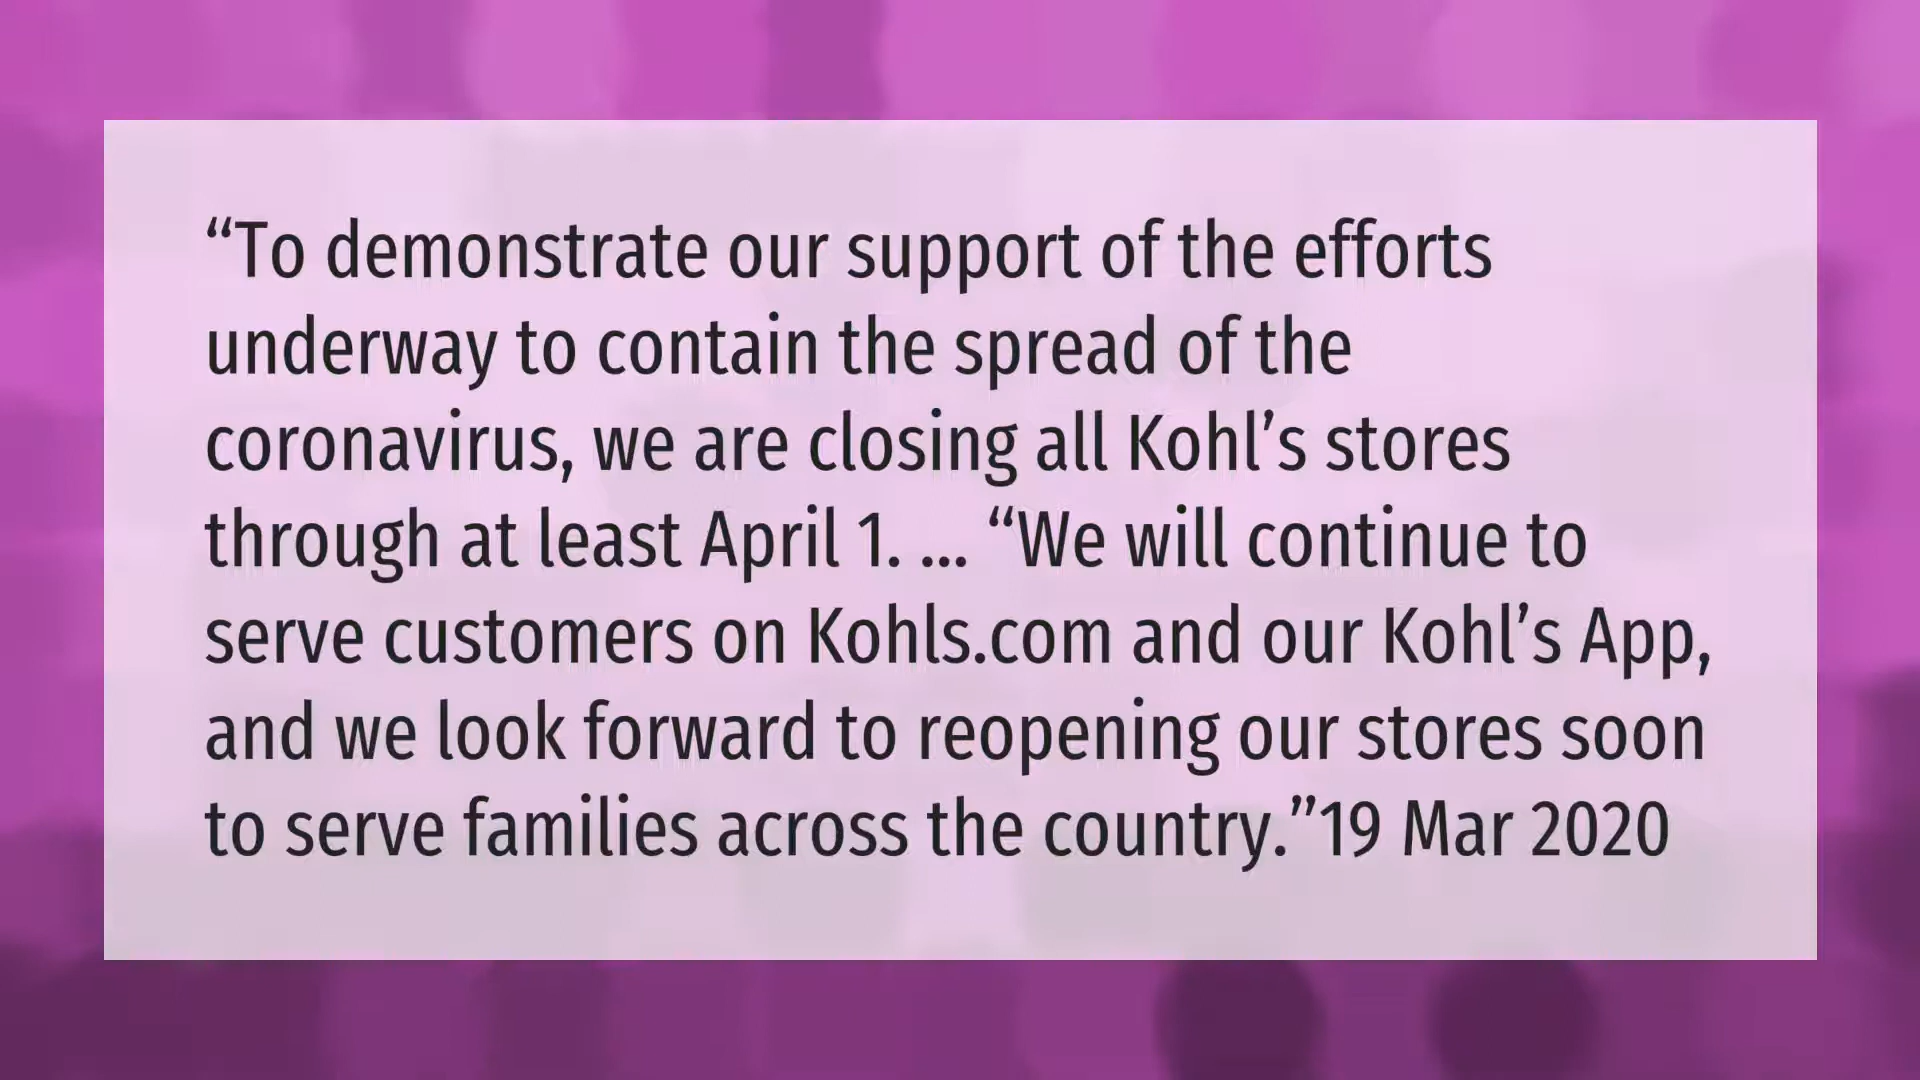 “To demonstrate our support of the efforts
underway to contain the spread of the
coronavirus, we are closing all Kohl’s stores
through at least April 1. ... “We will continue to
serve customers on Kohls.com and our Kohl’s App,
and we look forward to reopening our stores soon
to serve families across the country.”19 Mar 2020